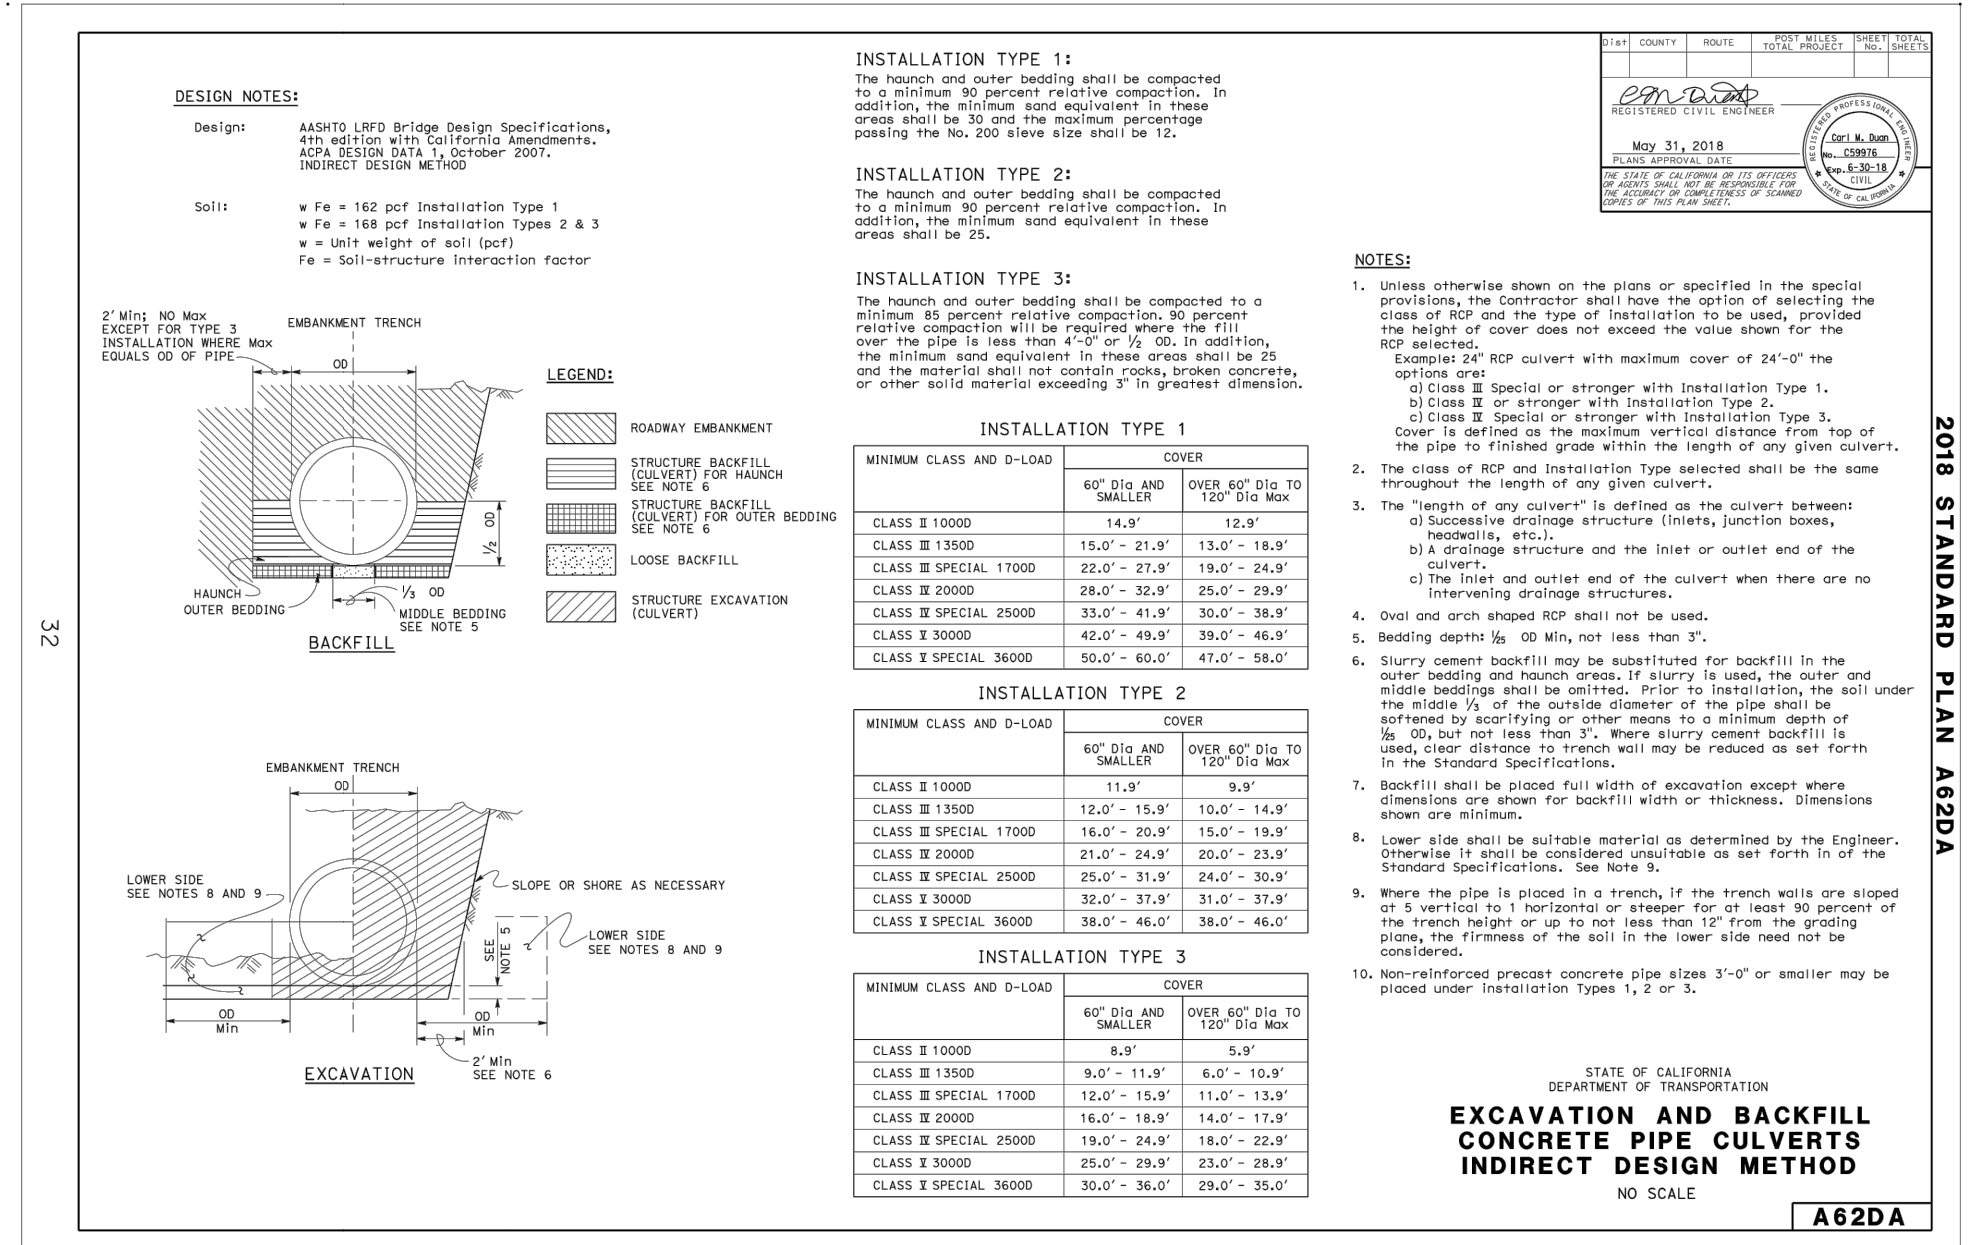 DESIGN NOTES:
Design: AASHTO LRFD Bridge Design Specifications,
4th edition with California Amendments.
ACPA DESIGN DATA 1, October 2007.
INDIRECT DESIGN METHOD
Soil: w Fe = 162 pcf Installation Type 1
w Fe = 168 pcf Installation Types 2 & 3
w = Unit weight of soil (pcf)
Fe = Soil-structure interaction factor
2' Min; NO Max
EXCEPT FOR TYPE 3
INSTALLATION WHERE Max
EQUALS OD OF PIPE
EMBANKMENT TRENCH
OD
1/2 OD
HAUNCH
OUTER BEDDING
1/3 OD
MIDDLE BEDDING
SEE NOTE 5
BACKFILL
LEGEND:
ROADWAY EMBANKMENT
STRUCTURE BACKFILL
(CULVERT) FOR HAUNCH
SEE NOTE 6
STRUCTURE BACKFILL
(CULVERT) FOR OUTER BEDDING
SEE NOTE 6
LOOSE BACKFILL
STRUCTURE EXCAVATION
(CULVERT)
32
EMBANKMENT TRENCH
OD
LOWER SIDE
SEE NOTES 8 AND 9
SLOPE OR SHORE AS NECESSARY
SEE
NOTE 5
LOWER SIDE
SEE NOTES 8 AND 9
OD
Min
OD
Min
2' Min
SEE NOTE 6
EXCAVATION
INSTALLATION TYPE 1:
The haunch and outer bedding shall be compacted
to a minimum 90 percent relative compaction. In
addition, the minimum sand equivalent in these
areas shall be 30 and the maximum percentage
passing the No. 200 sieve size shall be 12.
INSTALLATION TYPE 2:
The haunch and outer bedding shall be compacted
to a minimum 90 percent relative compaction. In
addition, the minimum sand equivalent in these
areas shall be 25.
INSTALLATION TYPE 3:
The haunch and outer bedding shall be compacted to a
minimum 85 percent relative compaction. 90 percent
relative compaction will be required where the fill
over the pipe is less than 4'-0" or 1/2 OD. In addition,
the minimum sand equivalent in these areas shall be 25
and the material shall not contain rocks, broken concrete,
or other solid material exceeding 3" in greatest dimension.
INSTALLATION TYPE 1
MINIMUM CLASS AND D-LOAD COVER
60" Dia AND SMALLER OVER 60" Dia TO 120" Dia Max
CLASS II 1000D 14.9' 12.9'
CLASS III 1350D 15.0' - 21.9' 13.0' - 18.9'
CLASS III SPECIAL 1700D 22.0' - 27.9' 19.0' - 24.9'
CLASS IV 2000D 28.0' - 32.9' 25.0' - 29.9'
CLASS IV SPECIAL 2500D 33.0' - 41.9' 30.0' - 38.9'
CLASS V 3000D 42.0' - 49.9' 39.0' - 46.9'
CLASS V SPECIAL 3600D 50.0' - 60.0' 47.0' - 58.0'
INSTALLATION TYPE 2
MINIMUM CLASS AND D-LOAD COVER
60" Dia AND SMALLER OVER 60" Dia TO 120" Dia Max
CLASS II 1000D 11.9' 9.9'
CLASS III 1350D 12.0' - 15.9' 10.0' - 14.9'
CLASS III SPECIAL 1700D 16.0' - 20.9' 15.0' - 19.9'
CLASS IV 2000D 21.0' - 24.9' 20.0' - 23.9'
CLASS IV SPECIAL 2500D 25.0' - 31.9' 24.0' - 30.9'
CLASS V 3000D 32.0' - 37.9' 31.0' - 37.9'
CLASS V SPECIAL 3600D 38.0' - 46.0' 38.0' - 46.0'
INSTALLATION TYPE 3
MINIMUM CLASS AND D-LOAD COVER
60" Dia AND SMALLER OVER 60" Dia TO 120" Dia Max
CLASS II 1000D 8.9' 5.9'
CLASS III 1350D 9.0' - 11.9' 6.0' - 10.9'
CLASS III SPECIAL 1700D 12.0' - 15.9' 11.0' - 13.9'
CLASS IV 2000D 16.0' - 18.9' 14.0' - 17.9'
CLASS IV SPECIAL 2500D 19.0' - 24.9' 18.0' - 22.9'
CLASS V 3000D 25.0' - 29.9' 23.0' - 28.9'
CLASS V SPECIAL 3600D 30.0' - 36.0' 29.0' - 35.0'
Dist COUNTY ROUTE POST MILES TOTAL PROJECT SHEET No. TOTAL SHEETS
REGISTERED CIVIL ENGINEER
May 31, 2018
PLANS APPROVAL DATE
THE STATE OF CALIFORNIA OR ITS OFFICERS
OR AGENTS SHALL NOT BE RESPONSIBLE FOR
THE ACCURACY OR COMPLETENESS OF SCANNED
COPIES OF THIS PLAN SHEET.
REGISTERED PROFESSIONAL ENGINEER
Carl M. Duan
No. C59976
Exp. 6-30-18
CIVIL
STATE OF CALIFORNIA
NOTES:
1. Unless otherwise shown on the plans or specified in the special
provisions, the Contractor shall have the option of selecting the
class of RCP and the type of installation to be used, provided
the height of cover does not exceed the value shown for the
RCP selected.
Example: 24" RCP culvert with maximum cover of 24'-0" the
options are:
a) Class III Special or stronger with Installation Type 1.
b) Class IV or stronger with Installation Type 2.
c) Class IV Special or stronger with Installation Type 3.
Cover is defined as the maximum vertical distance from top of
the pipe to finished grade within the length of any given culvert.
2. The class of RCP and Installation Type selected shall be the same
throughout the length of any given culvert.
3. The "length of any culvert" is defined as the culvert between:
a) Successive drainage structure (inlets, junction boxes,
headwalls, etc.).
b) A drainage structure and the inlet or outlet end of the
culvert.
c) The inlet and outlet end of the culvert when there are no
intervening drainage structures.
4. Oval and arch shaped RCP shall not be used.
5. Bedding depth: 1/25 OD Min, not less than 3".
6. Slurry cement backfill may be substituted for backfill in the
outer bedding and haunch areas. If slurry is used, the outer and
middle beddings shall be omitted. Prior to installation, the soil under
the middle 1/3 of the outside diameter of the pipe shall be
softened by scarifying or other means to a minimum depth of
1/25 OD, but not less than 3". Where slurry cement backfill is
used, clear distance to trench wall may be reduced as set forth
in the Standard Specifications.
7. Backfill shall be placed full width of excavation except where
dimensions are shown for backfill width or thickness. Dimensions
shown are minimum.
8. Lower side shall be suitable material as determined by the Engineer.
Otherwise it shall be considered unsuitable as set forth in of the
Standard Specifications. See Note 9.
9. Where the pipe is placed in a trench, if the trench walls are sloped
at 5 vertical to 1 horizontal or steeper for at least 90 percent of
the trench height or up to not less than 12" from the grading
plane, the firmness of the soil in the lower side need not be
considered.
10. Non-reinforced precast concrete pipe sizes 3'-0" or smaller may be
placed under installation Types 1, 2 or 3.
STATE OF CALIFORNIA
DEPARTMENT OF TRANSPORTATION
EXCAVATION AND BACKFILL
CONCRETE PIPE CULVERTS
INDIRECT DESIGN METHOD
NO SCALE
A62DA
2018 STANDARD PLAN A62DA